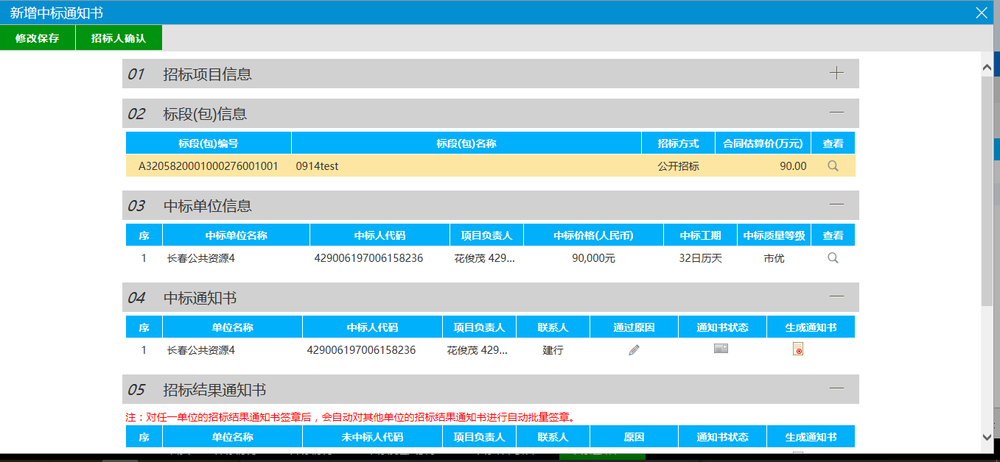 新增中标通知书
修改保存 招标人确认
01 招标项目信息
02 标段(包)信息
标段(包)编号 标段(包)名称 招标方式 合同估算价(万元) 查看
A3205820001000276001001 0914test 公开招标 90.00
03 中标单位信息
序 中标单位名称 中标人代码 项目负责人 中标价格(人民币) 中标工期 中标质量等级 查看
1 长春公共资源4 429006197006158236 花俊茂 429... 90,000元 32日历天 市优
04 中标通知书
序 单位名称 中标人代码 项目负责人 联系人 通过原因 通知书状态 生成通知书
1 长春公共资源4 429006197006158236 花俊茂 429... 建行
05 招标结果通知书
注：对任一单位的招标结果通知书签章后，会自动对其他单位的招标结果通知书进行自动批量签章。
序 单位名称 未中标人代码 项目负责人 联系人 原因 通知书状态 生成通知书